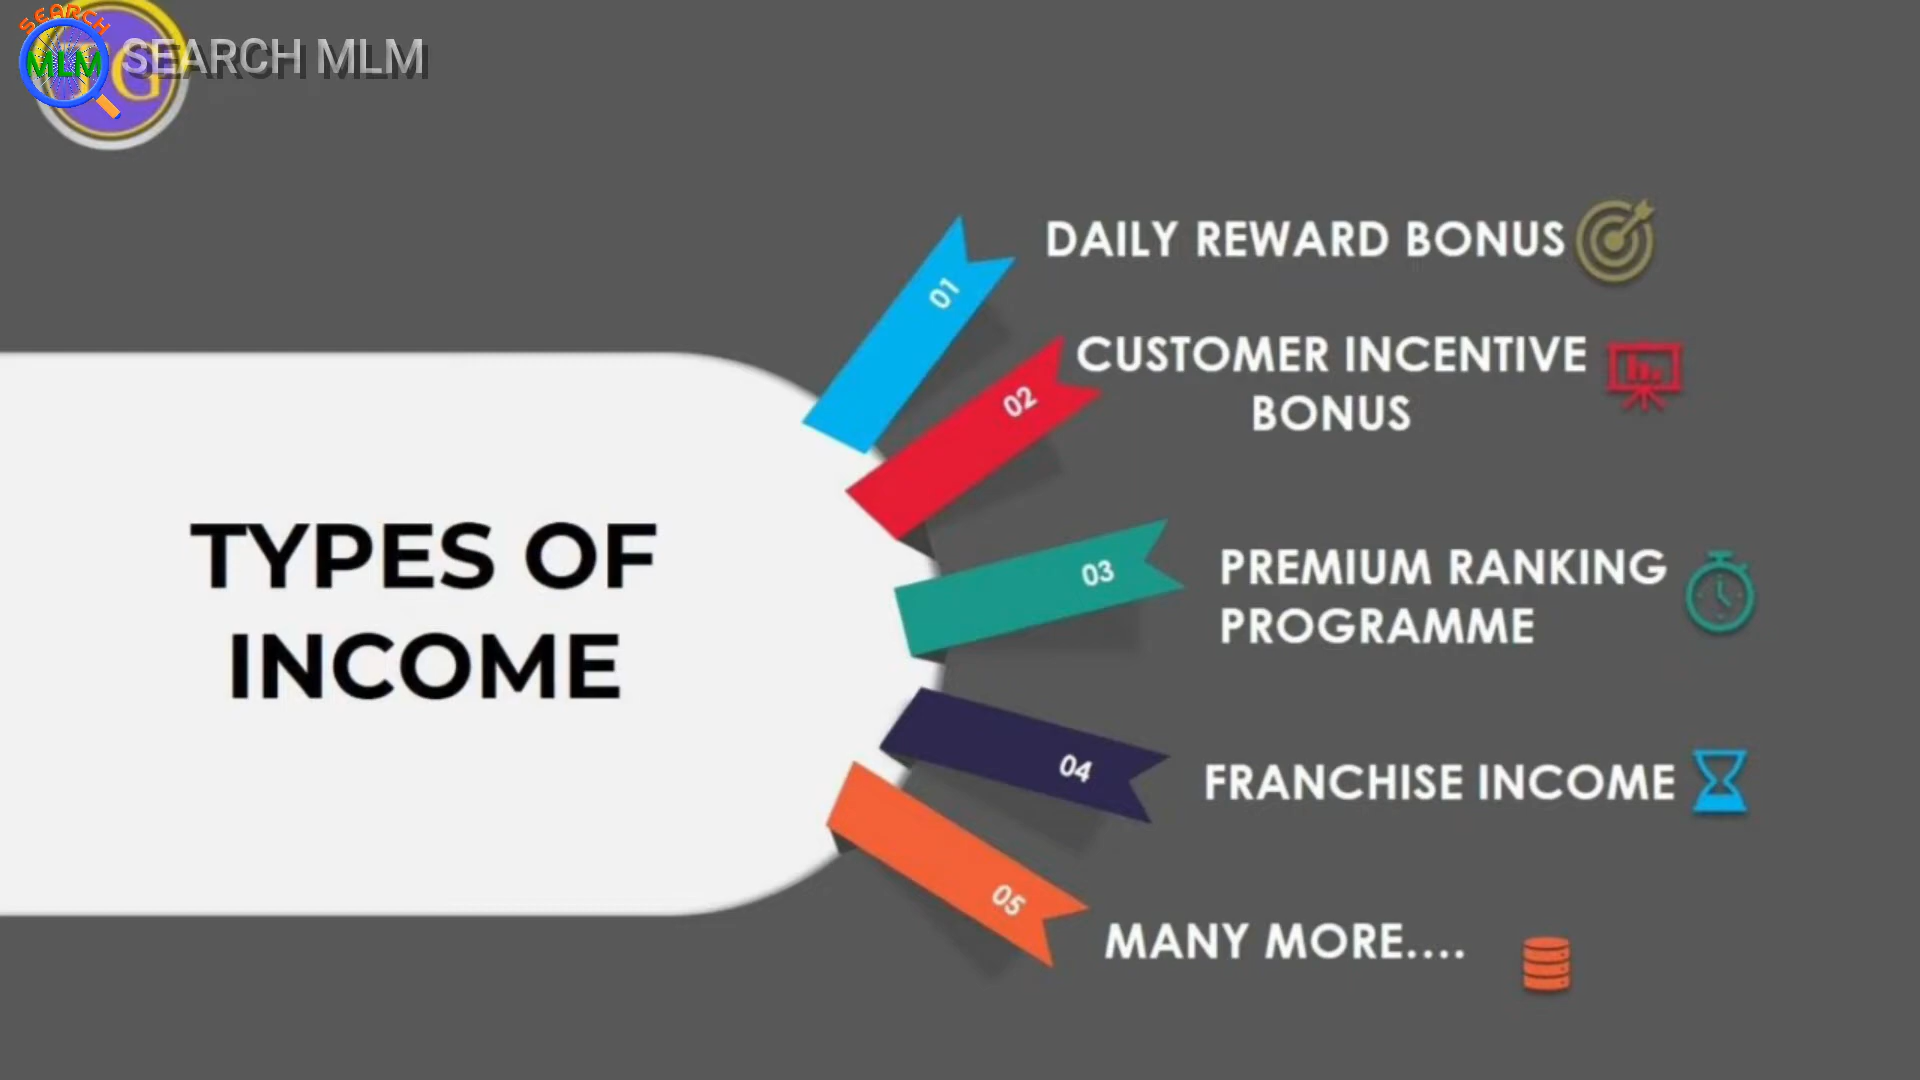 SEARCH
MLM
G
SEARCH MLM
01
DAILY REWARD BONUS
02
CUSTOMER INCENTIVE
BONUS
TYPES OF
INCOME
03
PREMIUM RANKING
PROGRAMME
04
FRANCHISE INCOME
05
MANY MORE....